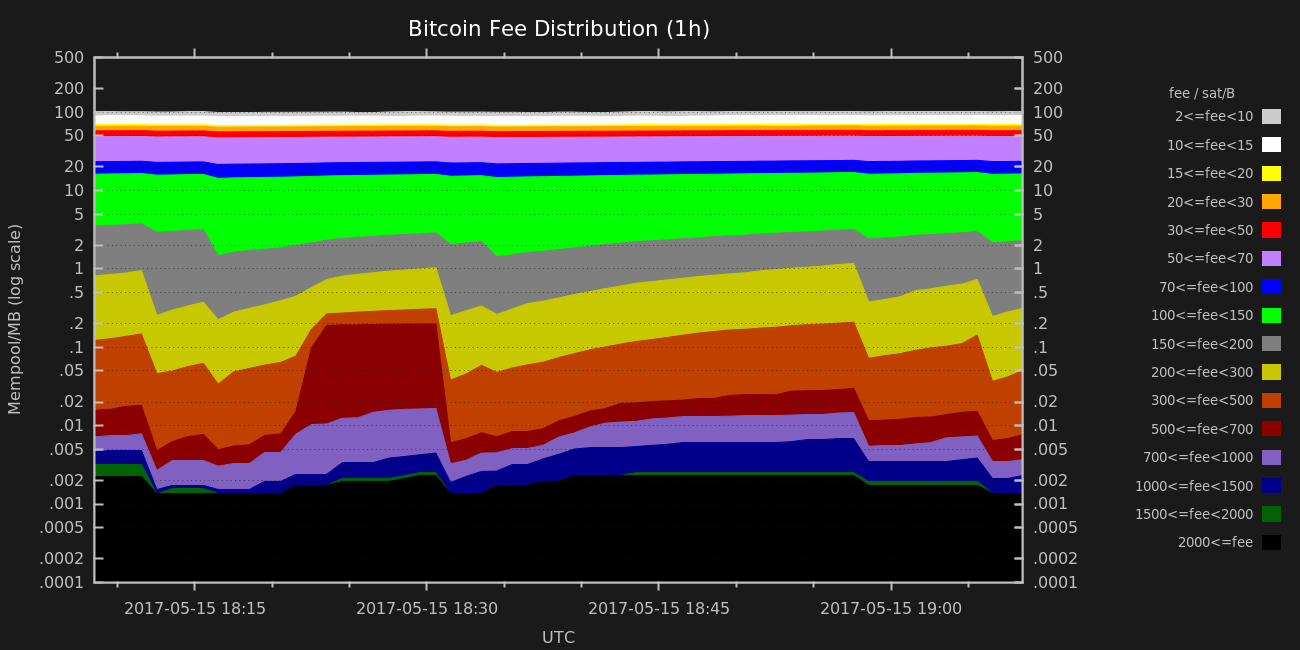 Bitcoin Fee Distribution (1h)
500
200
100
50
20
10
5
2
1
.5
.2
.1
.05
.02
.01
.005
.002
.001
.0005
.0002
.0001
Mempool/MB (log scale)
500
200
100
50
20
10
5
2
1
.5
.2
.1
.05
.02
.01
.005
.002
.001
.0005
.0002
.0001
2017-05-15 18:15
2017-05-15 18:30
2017-05-15 18:45
2017-05-15 19:00
UTC
fee / sat/B
2<=fee<10
10<=fee<15
15<=fee<20
20<=fee<30
30<=fee<50
50<=fee<70
70<=fee<100
100<=fee<150
150<=fee<200
200<=fee<300
300<=fee<500
500<=fee<700
700<=fee<1000
1000<=fee<1500
1500<=fee<2000
2000<=fee